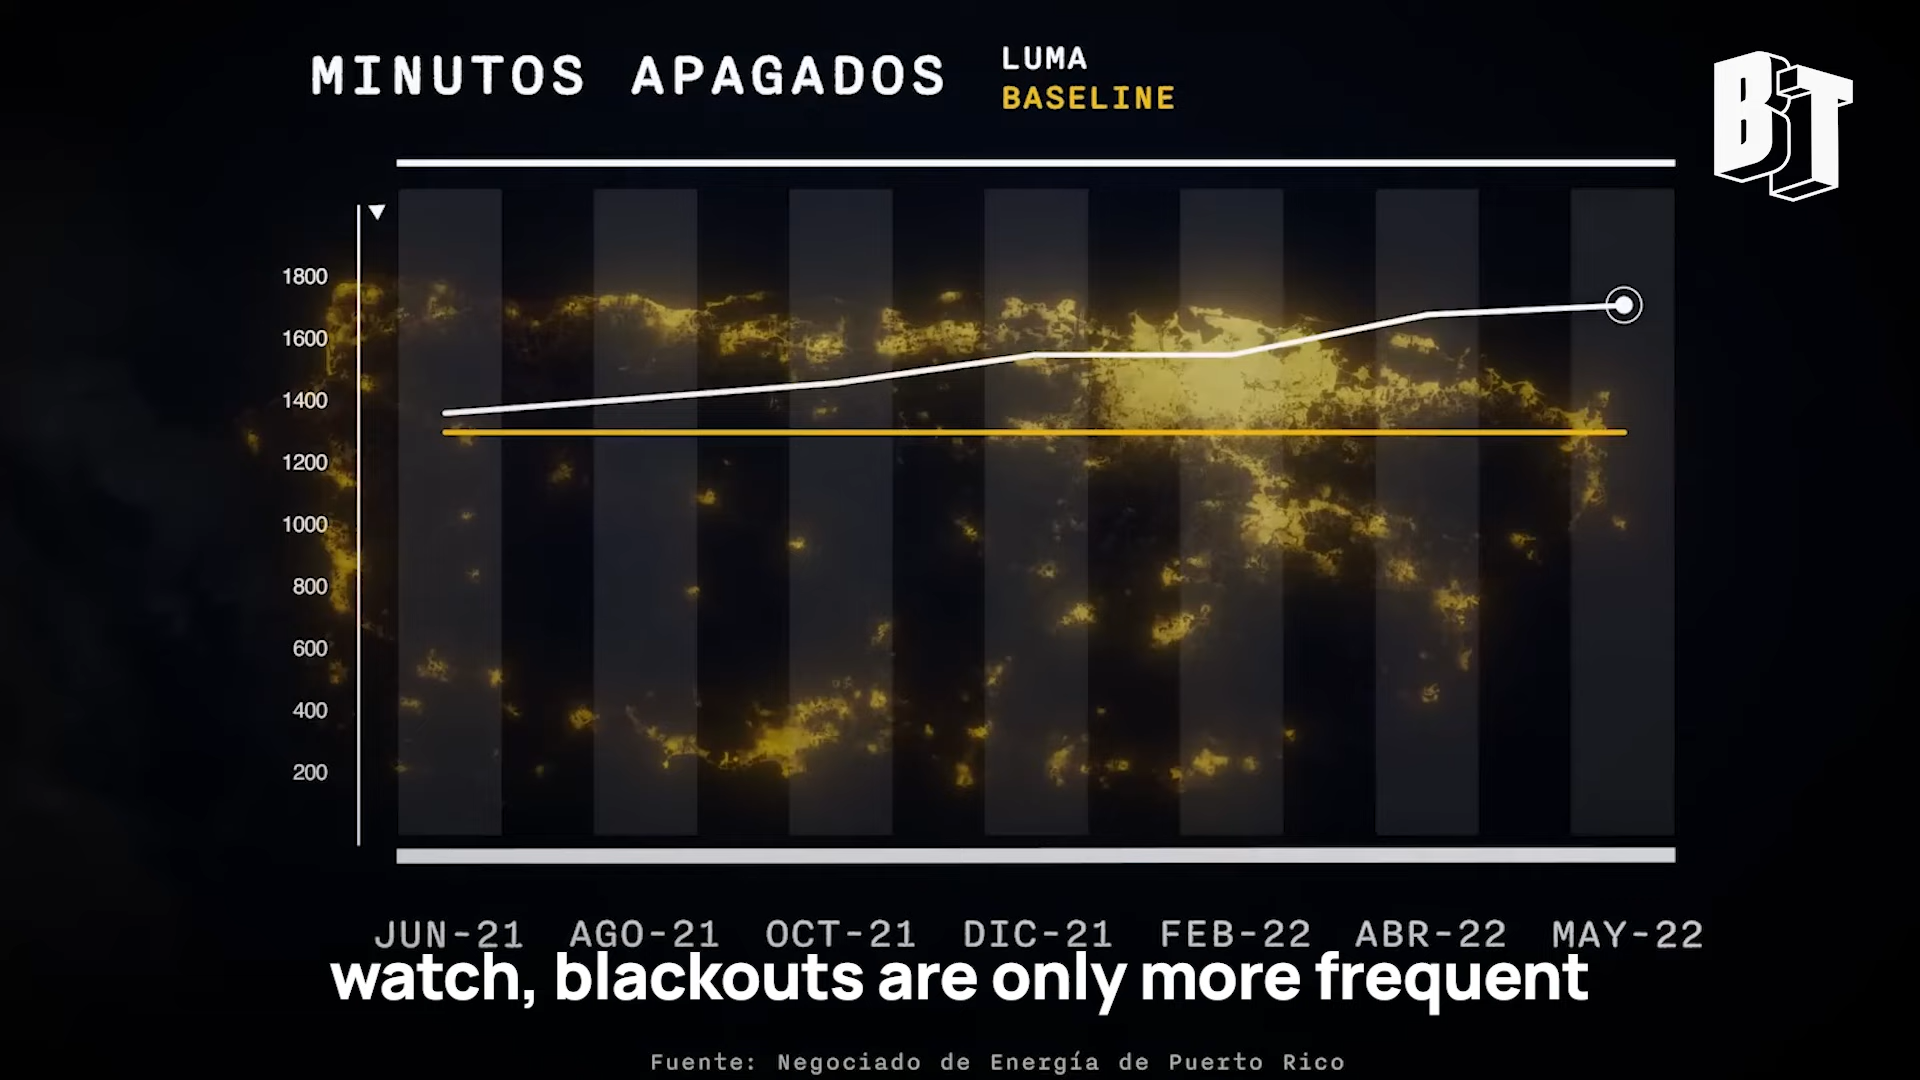 MINUTOS APAGADOS
LUMA
BASELINE
BT
1800
1600
1400
1200
1000
800
600
400
200
JUN-21 AGO-21 OCT-21 DIC-21 FEB-22 ABR-22 MAY-22
watch, blackouts are only more frequent
Fuente: Negociado de Energía de Puerto Rico